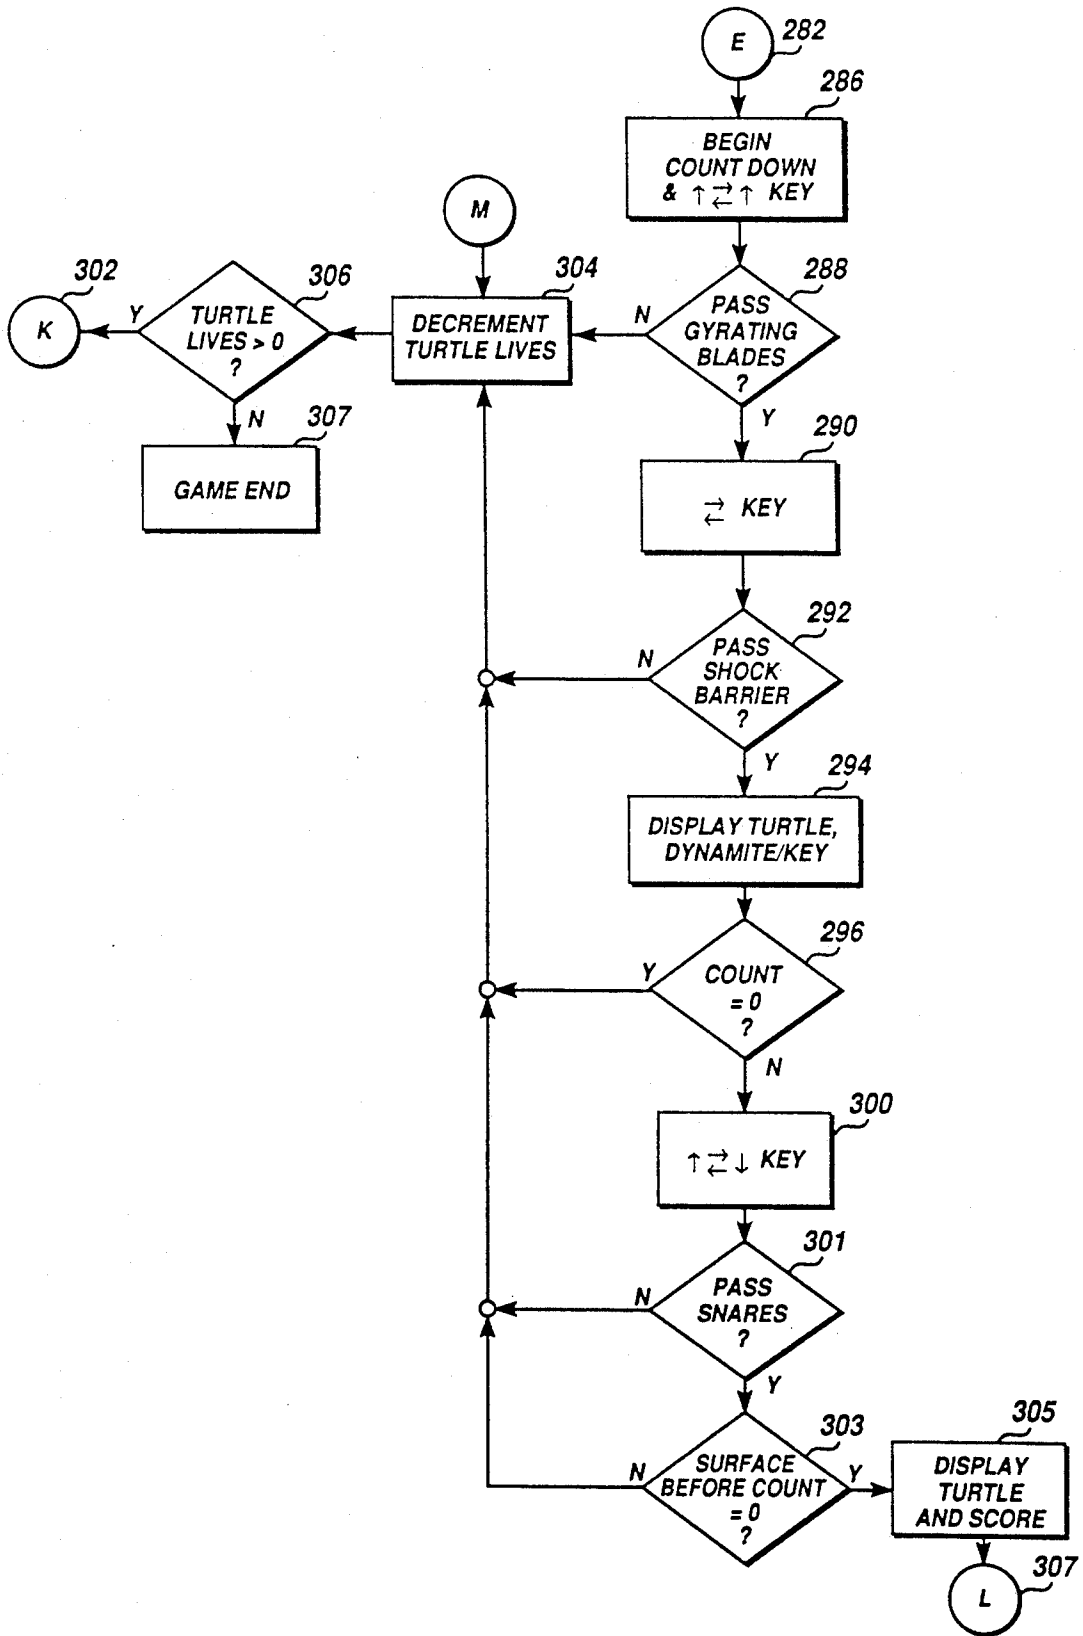 E
282
286
BEGIN
COUNT DOWN
& ↑⇄↑ KEY
M
304
DECREMENT
TURTLE LIVES
288
N
PASS
GYRATING
BLADES
?
Y
302
K
Y
306
TURTLE
LIVES > 0
?
N
307
GAME END
290
⇄ KEY
292
N
PASS
SHOCK
BARRIER
?
Y
294
DISPLAY TURTLE,
DYNAMITE/KEY
296
Y
COUNT
= 0
?
N
300
↑⇄↓ KEY
301
N
PASS
SNARES
?
Y
303
N
SURFACE
BEFORE COUNT
= 0
?
Y
305
DISPLAY
TURTLE
AND SCORE
L
307